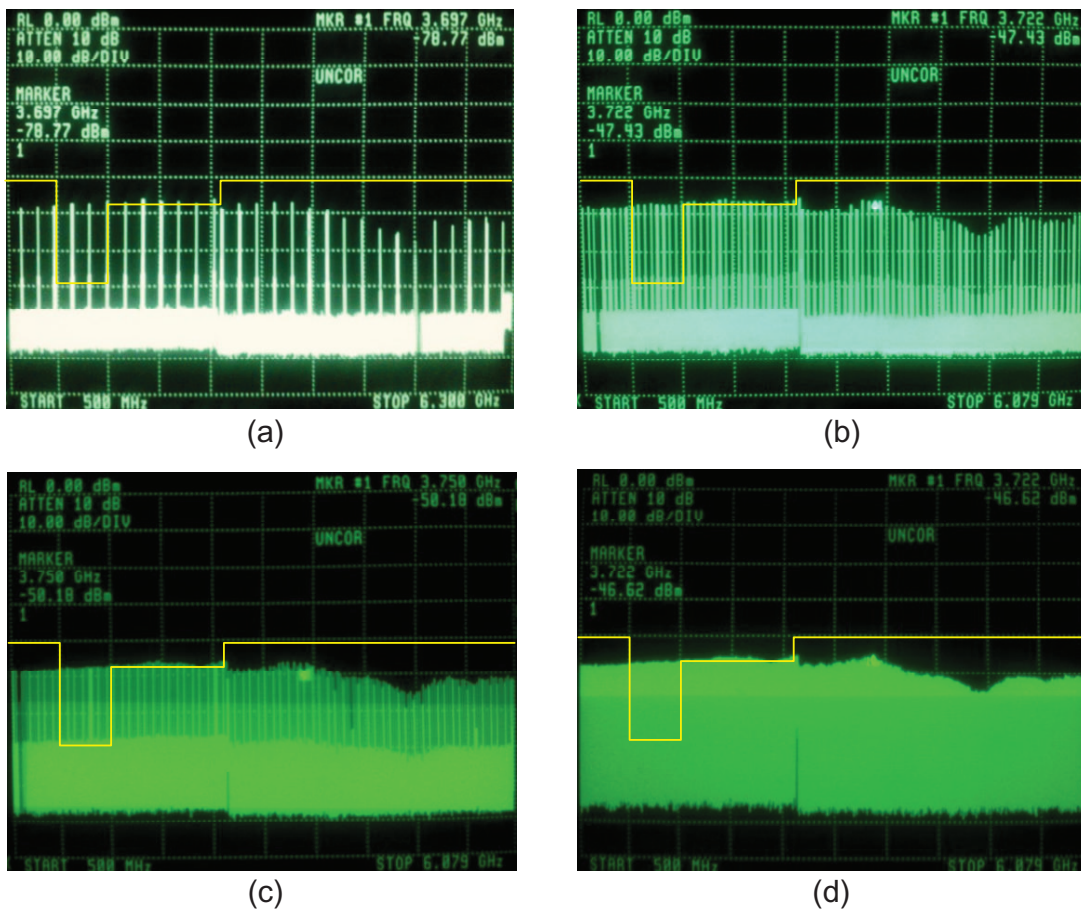 RL 0.00 dBm MKR #1 FRQ 3.697 GHz
ATTEN 10 dB -78.77 dBm
10.00 dB/DIV
UNCOR
MARKER
3.697 GHz
-78.77 dBm
1
START 500 MHz STOP 6.300 GHz
(a)
RL 0.00 dBm MKR #1 FRQ 3.722 GHz
ATTEN 10 dB -47.43 dBm
10.00 dB/DIV
UNCOR
MARKER
3.722 GHz
-47.43 dBm
1
START 500 MHz STOP 6.079 GHz
(b)
RL 0.00 dBm MKR #1 FRQ 3.750 GHz
ATTEN 10 dB -50.18 dBm
10.00 dB/DIV
UNCOR
MARKER
3.750 GHz
-50.18 dBm
1
START 500 MHz STOP 6.079 GHz
(c)
RL 0.00 dBm MKR #1 FRQ 3.722 GHz
ATTEN 10 dB -46.62 dBm
10.00 dB/DIV
UNCOR
MARKER
3.722 GHz
-46.62 dBm
1
START 500 MHz STOP 6.079 GHz
(d)